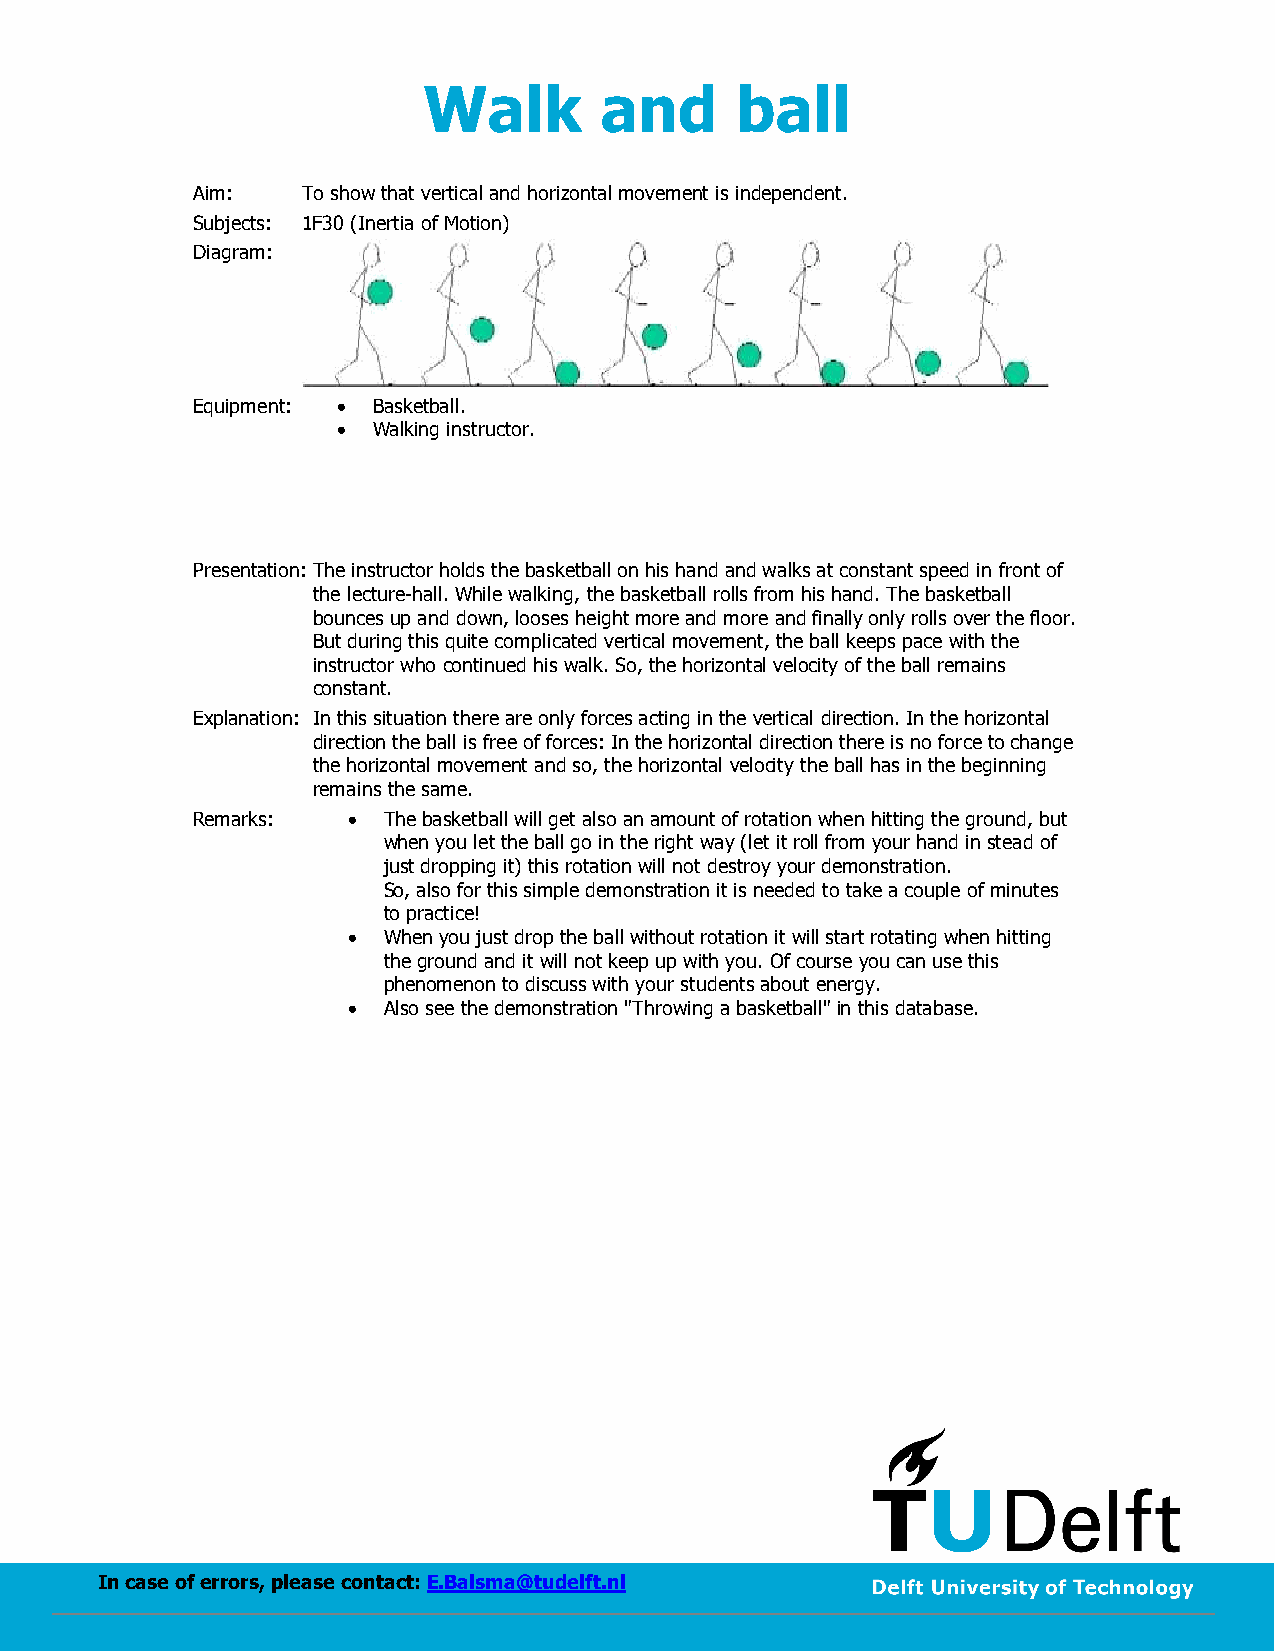 Walk and ball
Aim: To show that vertical and horizontal movement is independent.
Subjects: 1F30 (Inertia of Motion)
Diagram:
Equipment: • Basketball.
• Walking instructor.
Presentation: The instructor holds the basketball on his hand and walks at constant speed in front of
the lecture-hall. While walking, the basketball rolls from his hand. The basketball
bounces up and down, looses height more and more and finally only rolls over the floor.
But during this quite complicated vertical movement, the ball keeps pace with the
instructor who continued his walk. So, the horizontal velocity of the ball remains
constant.
Explanation: In this situation there are only forces acting in the vertical direction. In the horizontal
direction the ball is free of forces: In the horizontal direction there is no force to change
the horizontal movement and so, the horizontal velocity the ball has in the beginning
remains the same.
Remarks: • The basketball will get also an amount of rotation when hitting the ground, but
when you let the ball go in the right way (let it roll from your hand in stead of
just dropping it) this rotation will not destroy your demonstration.
So, also for this simple demonstration it is needed to take a couple of minutes
to practice!
• When you just drop the ball without rotation it will start rotating when hitting
the ground and it will not keep up with you. Of course you can use this
phenomenon to discuss with your students about energy.
• Also see the demonstration "Throwing a basketball" in this database.
TUDelft
In case of errors, please contact: E.Balsma@tudelft.nl
Delft University of Technology